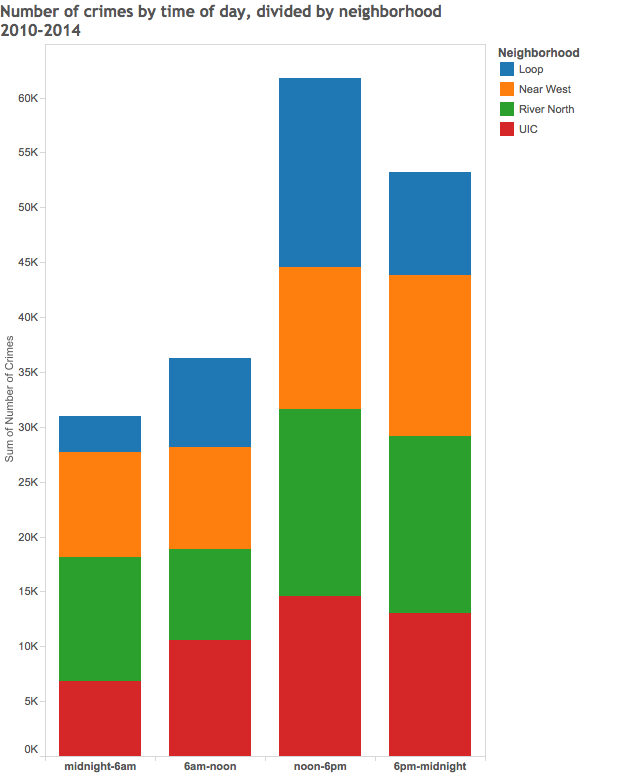 Number of crimes by time of day, divided by neighborhood
2010-2014
Neighborhood
Loop
Near West
River North
UIC
Sum of Number of Crimes
60K
55K
50K
45K
40K
35K
30K
25K
20K
15K
10K
5K
0K
midnight-6am
6am-noon
noon-6pm
6pm-midnight